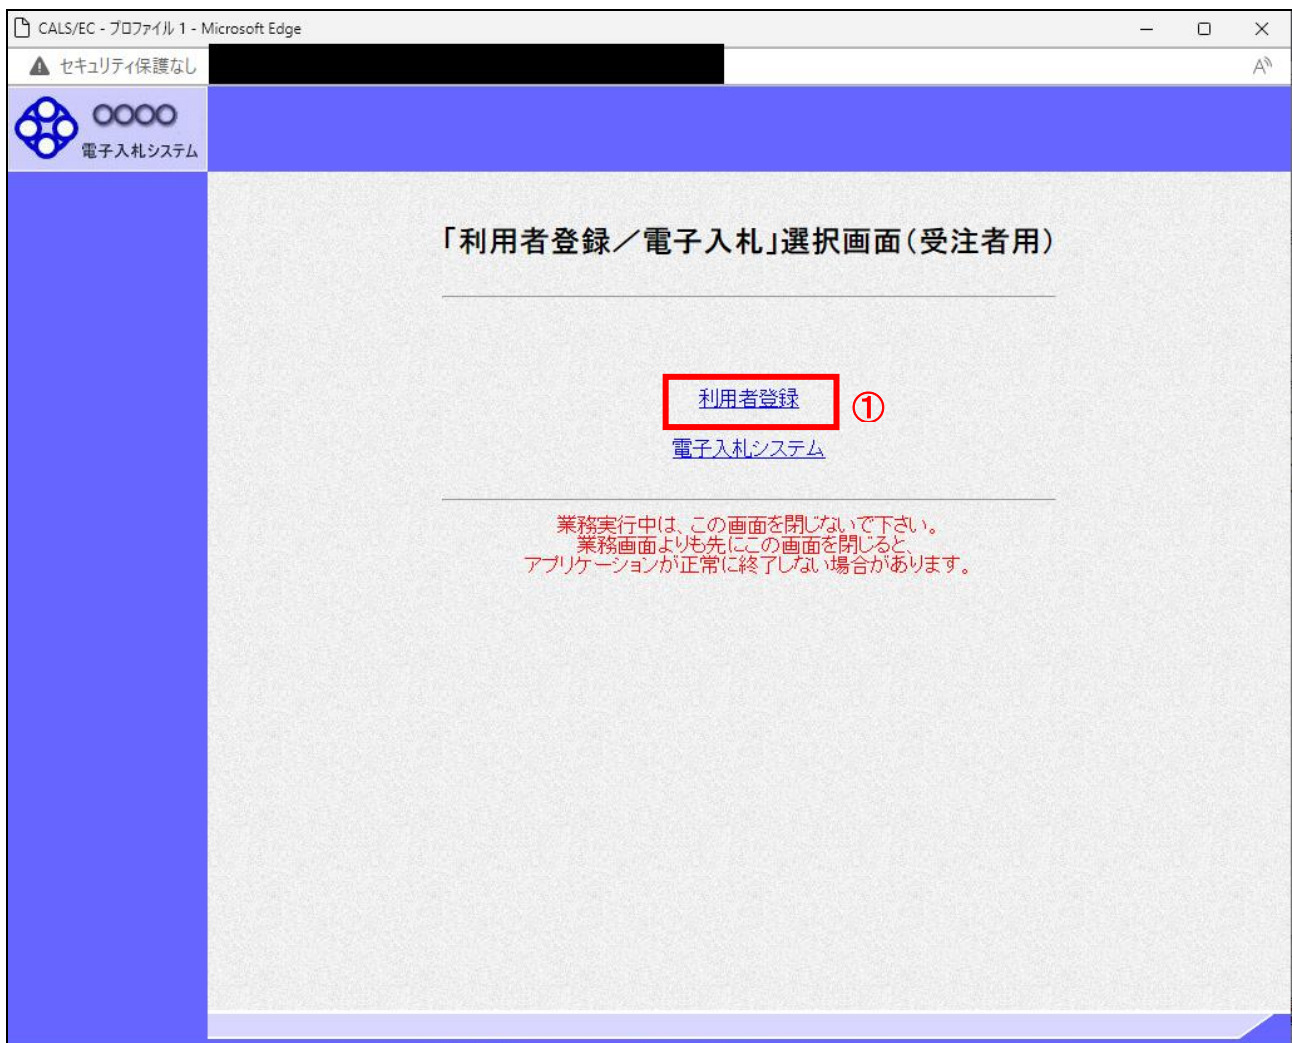 CALS/EC - プロファイル 1 - Microsoft Edge
セキュリティ保護なし
○○○○
電子入札システム
「利用者登録／電子入札」選択画面（受注者用）
利用者登録
①
電子入札システム
業務実行中は、この画面を閉じないで下さい。
業務画面よりも先にこの画面を閉じると、
アプリケーションが正常に終了しない場合があります。